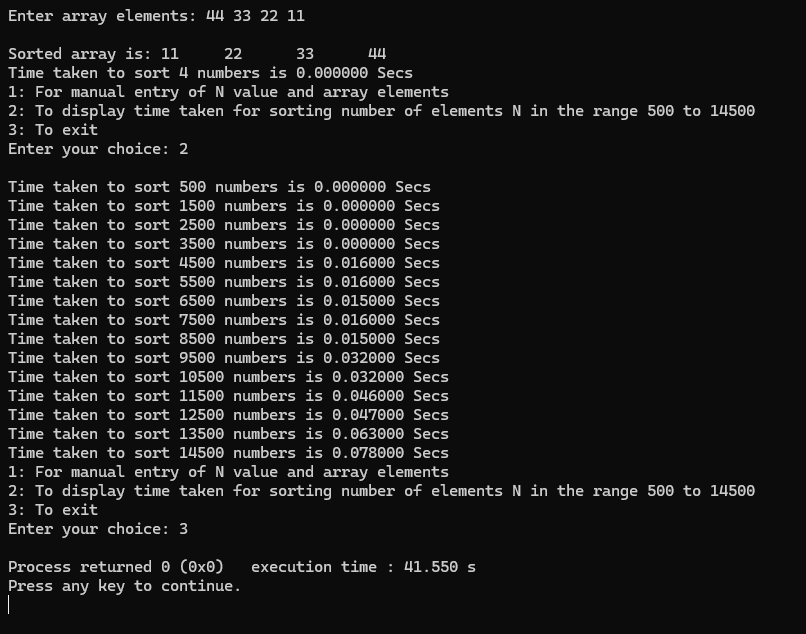 Enter array elements: 44 33 22 11
Sorted array is: 11     22      33      44
Time taken to sort 4 numbers is 0.000000 Secs
1: For manual entry of N value and array elements
2: To display time taken for sorting number of elements N in the range 500 to 14500
3: To exit
Enter your choice: 2
Time taken to sort 500 numbers is 0.000000 Secs
Time taken to sort 1500 numbers is 0.000000 Secs
Time taken to sort 2500 numbers is 0.000000 Secs
Time taken to sort 3500 numbers is 0.000000 Secs
Time taken to sort 4500 numbers is 0.016000 Secs
Time taken to sort 5500 numbers is 0.016000 Secs
Time taken to sort 6500 numbers is 0.015000 Secs
Time taken to sort 7500 numbers is 0.016000 Secs
Time taken to sort 8500 numbers is 0.015000 Secs
Time taken to sort 9500 numbers is 0.032000 Secs
Time taken to sort 10500 numbers is 0.032000 Secs
Time taken to sort 11500 numbers is 0.046000 Secs
Time taken to sort 12500 numbers is 0.047000 Secs
Time taken to sort 13500 numbers is 0.063000 Secs
Time taken to sort 14500 numbers is 0.078000 Secs
1: For manual entry of N value and array elements
2: To display time taken for sorting number of elements N in the range 500 to 14500
3: To exit
Enter your choice: 3
Process returned 0 (0x0)   execution time : 41.550 s
Press any key to continue.